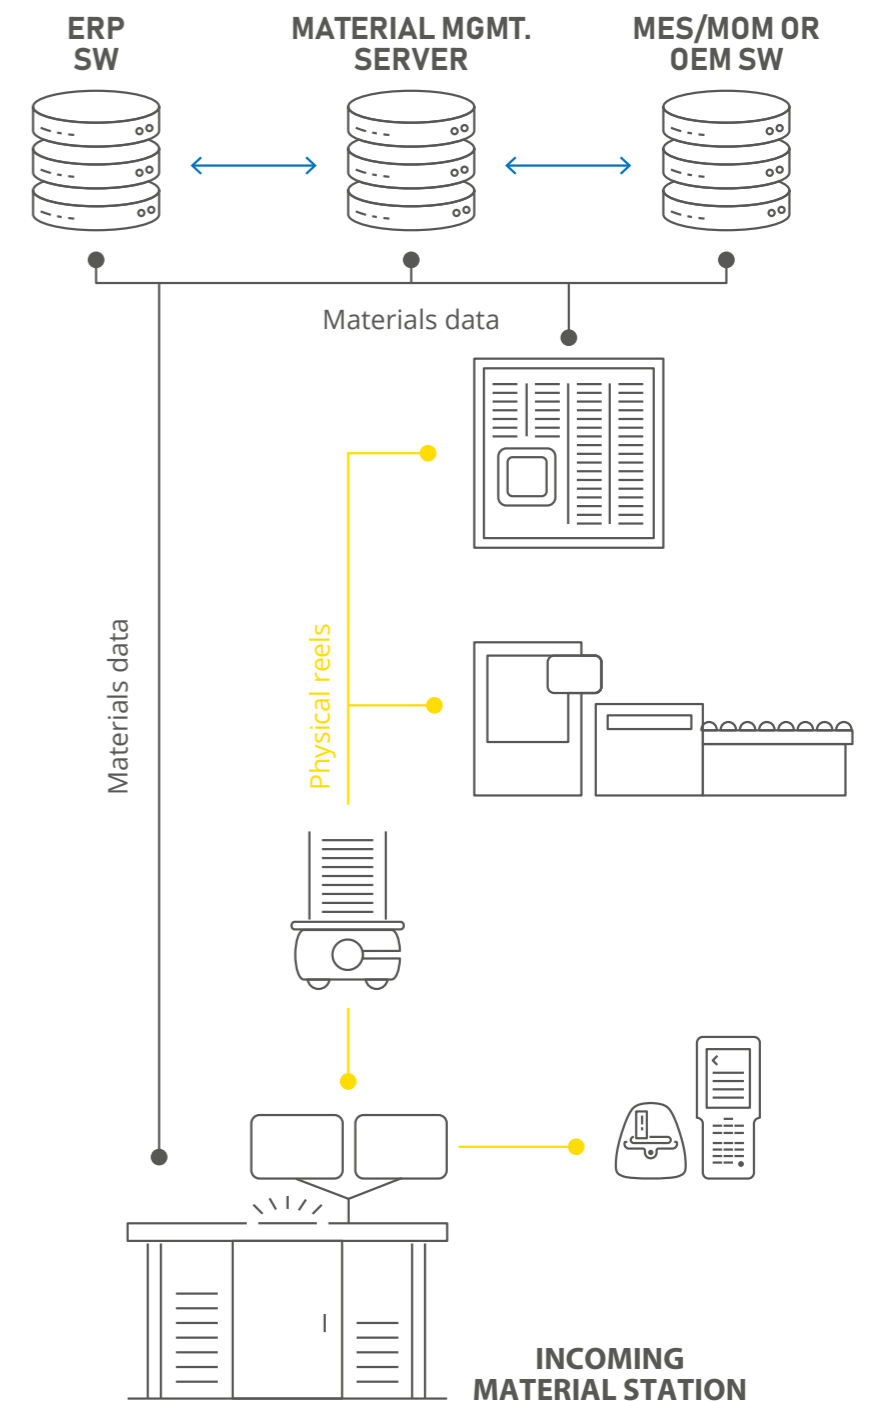 ERP
SW
MATERIAL MGMT.
SERVER
MES/MOM OR
OEM SW
Materials data
Physical reels
Materials data
INCOMING
MATERIAL STATION